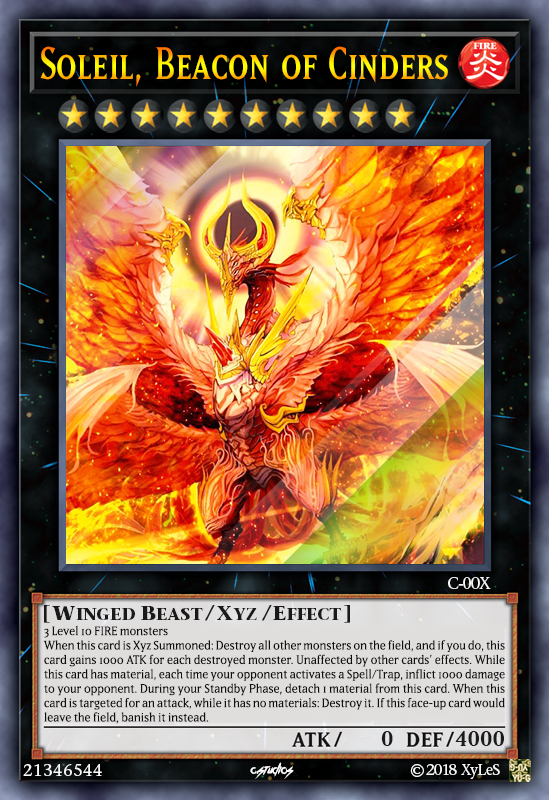 Soleil, Beacon of Cinders
FIRE
炎
C-00X
[Winged Beast/Xyz/Effect]
3 Level 10 FIRE monsters
When this card is Xyz Summoned: Destroy all other monsters on the field, and if you do, this
card gains 1000 ATK for each destroyed monster. Unaffected by other cards' effects. While
this card has material, each time your opponent activates a Spell/Trap, inflict 1000 damage
to your opponent. During your Standby Phase, detach 1 material from this card. When this
card is targeted for an attack, while it has no materials: Destroy it. If this face-up card would
leave the field, banish it instead.
ATK/ 0 DEF/4000
21346544
©2018 XyLeS